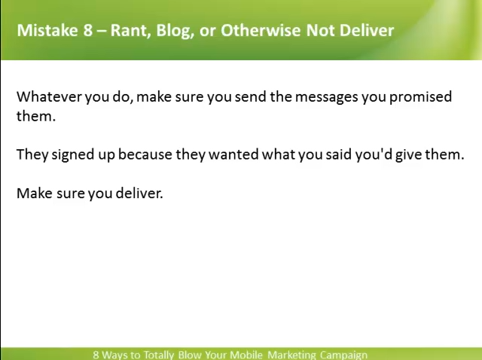 Mistake 8 – Rant, Blog, or Otherwise Not Deliver
Whatever you do, make sure you send the messages you promised
them.
They signed up because they wanted what you said you'd give them.
Make sure you deliver.
8 Ways to Totally Blow Your Mobile Marketing Campaign